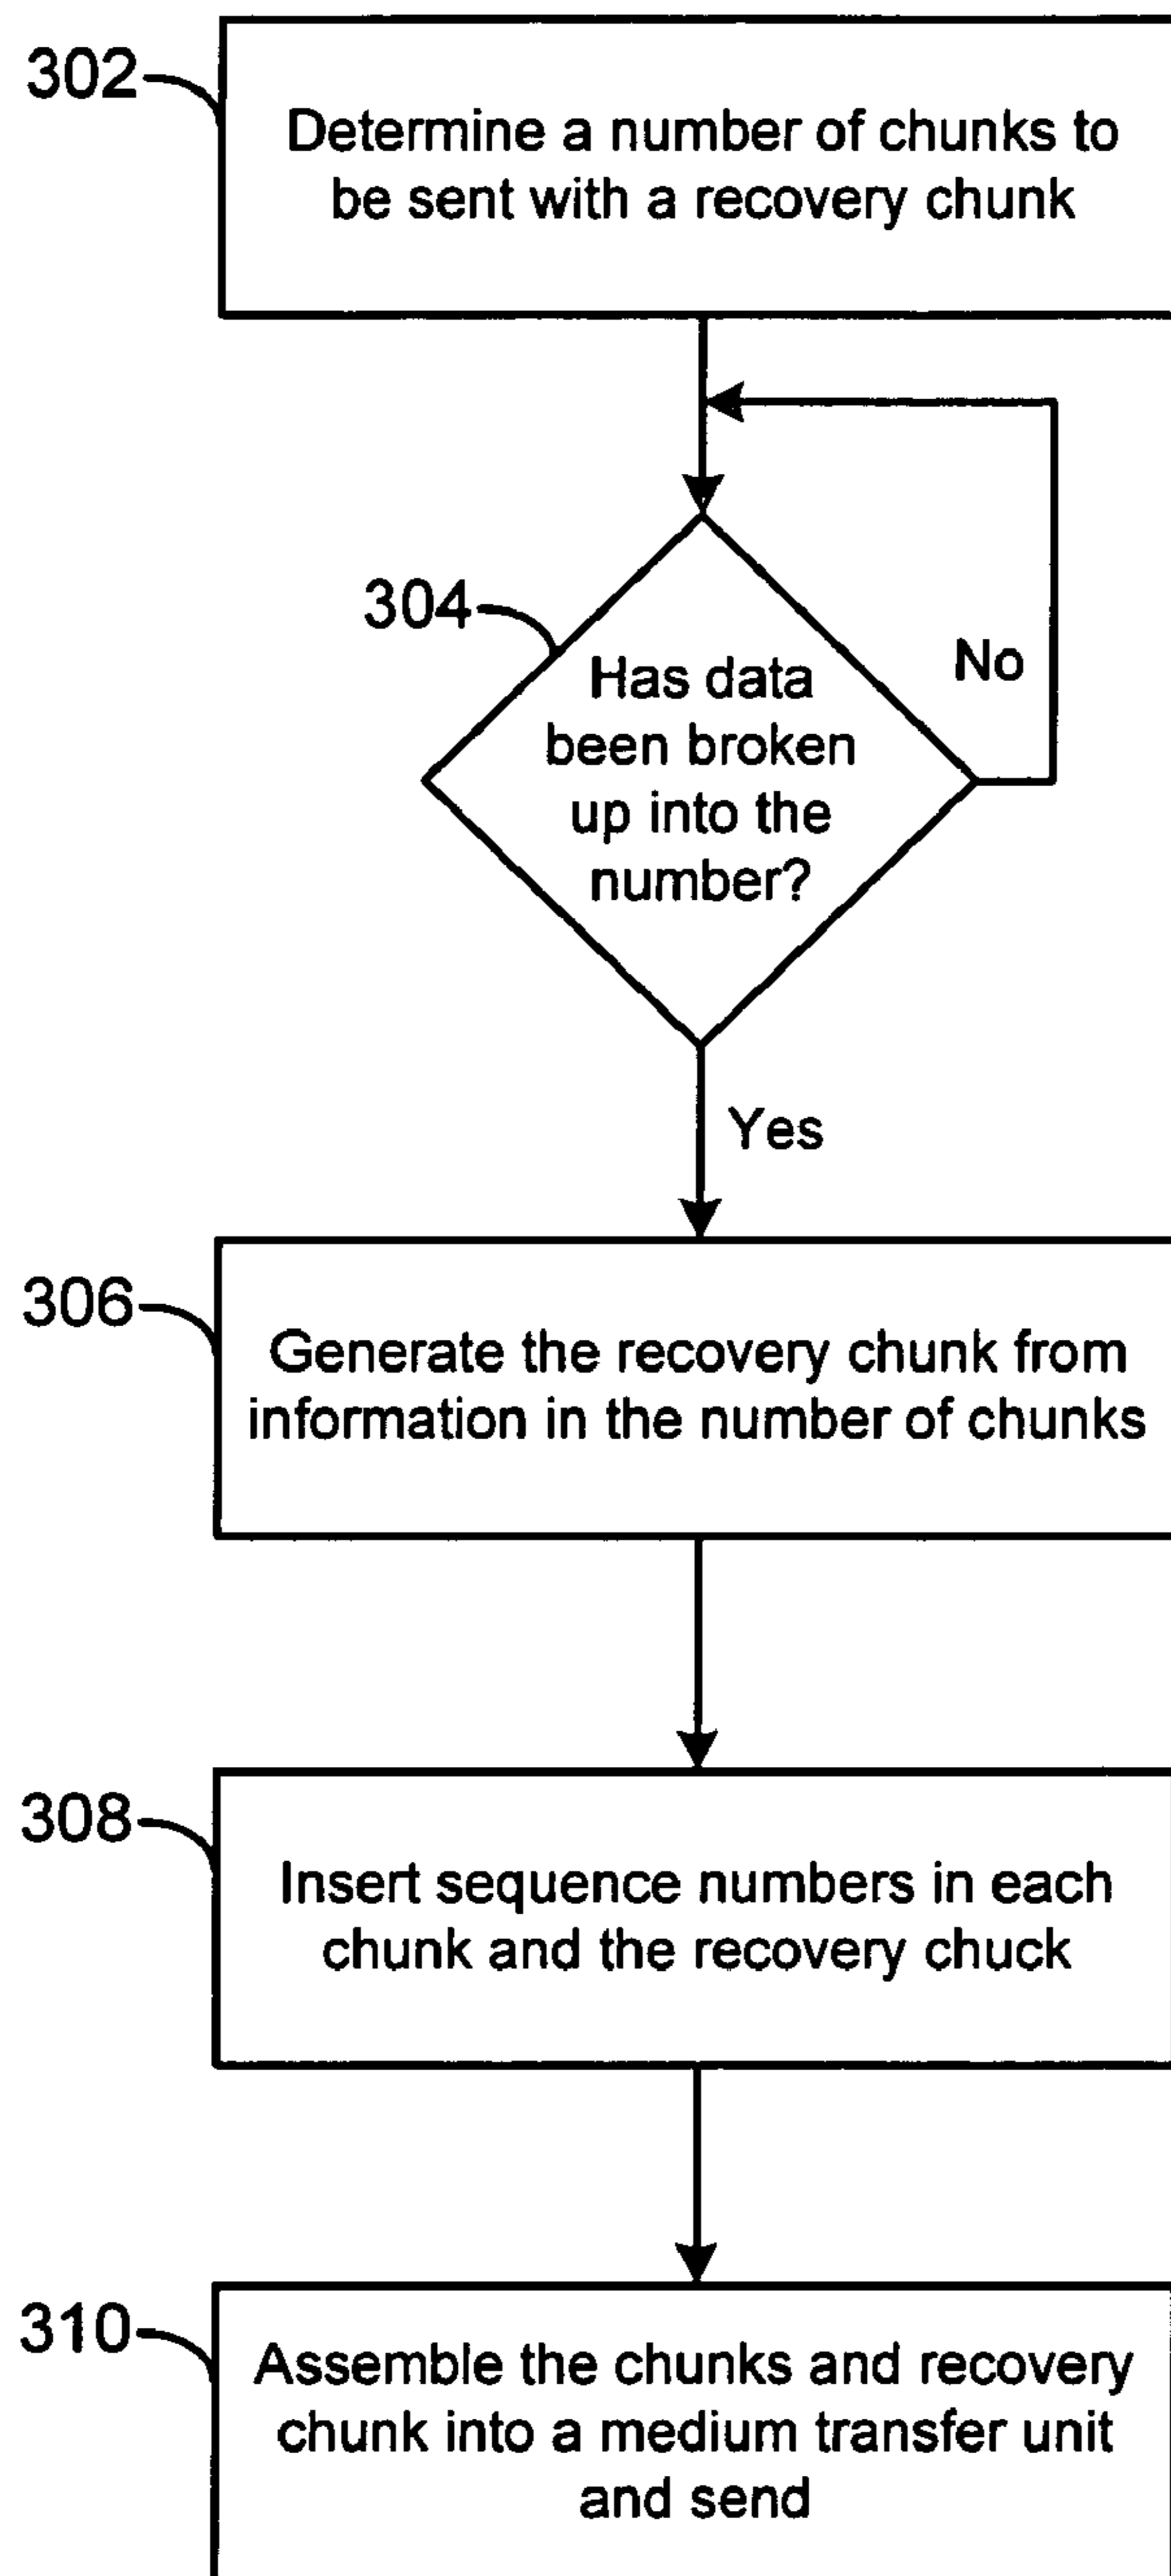 302
Determine a number of chunks to
be sent with a recovery chunk
304
Has data
been broken
up into the
number?
No
Yes
306
Generate the recovery chunk from
information in the number of chunks
308
Insert sequence numbers in each
chunk and the recovery chuck
310
Assemble the chunks and recovery
chunk into a medium transfer unit
and send